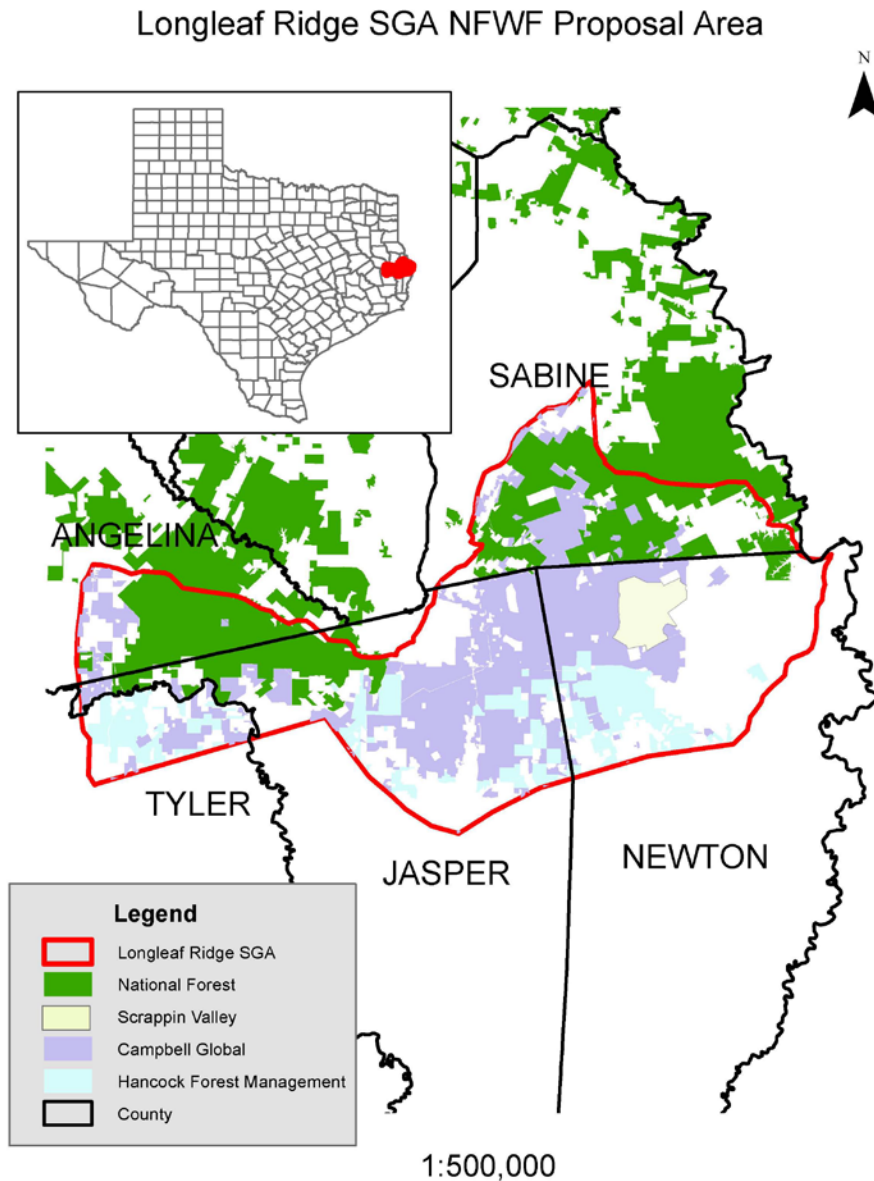 Longleaf Ridge SGA NFWF Proposal Area
N
SABINE
ANGELINA
TYLER
JASPER
NEWTON
Legend
Longleaf Ridge SGA
National Forest
Scrappin Valley
Campbell Global
Hancock Forest Management
County
1:500,000